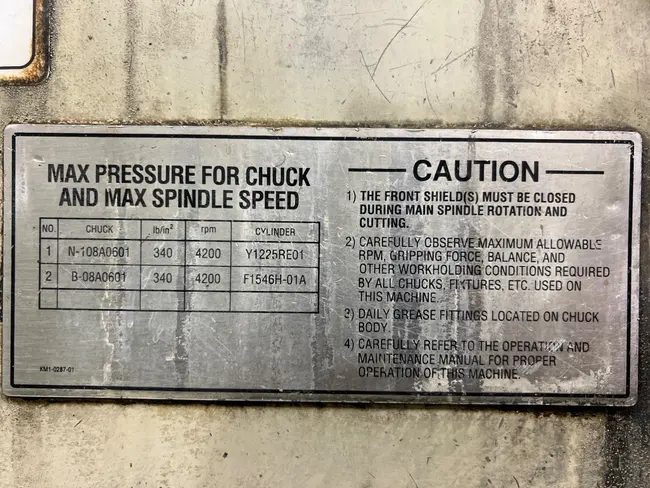 MAX PRESSURE FOR CHUCK
AND MAX SPINDLE SPEED
NO. CHUCK lb/in² rpm CYLINDER
1 N-108A0601 340 4200 Y1225RE01
2 B-08A0601 340 4200 F1546H-01A
KM1-0287-01
CAUTION
1) THE FRONT SHIELD(S) MUST BE CLOSED
DURING MAIN SPINDLE ROTATION AND
CUTTING.
2) CAREFULLY OBSERVE MAXIMUM ALLOWABLE
RPM, GRIPPING FORCE, BALANCE, AND
OTHER WORKHOLDING CONDITIONS REQUIRED
BY ALL CHUCKS, FIXTURES, ETC. USED ON
THIS MACHINE.
3) DAILY GREASE FITTINGS LOCATED ON CHUCK
BODY.
4) CAREFULLY REFER TO THE OPERATION AND
MAINTENANCE MANUAL FOR PROPER
OPERATION OF THIS MACHINE.